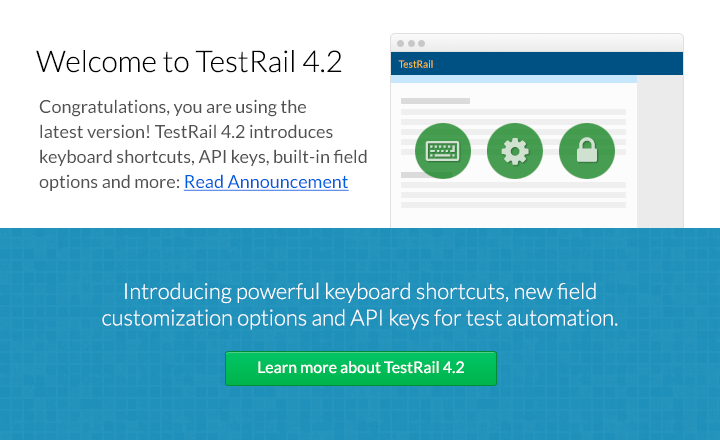 Welcome to TestRail 4.2
Congratulations, you are using the
latest version! TestRail 4.2 introduces
keyboard shortcuts, API keys, built-in field
options and more: Read Announcement
TestRail
Introducing powerful keyboard shortcuts, new field
customization options and API keys for test automation.
Learn more about TestRail 4.2